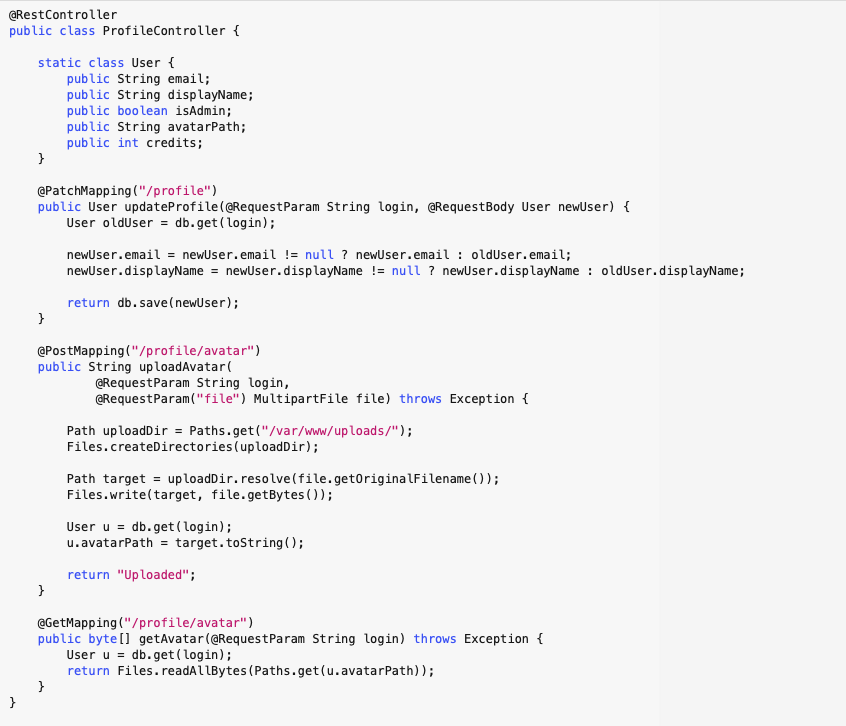 @RestController
public class ProfileController {
static class User {
public String email;
public String displayName;
public boolean isAdmin;
public String avatarPath;
public int credits;
}
@PatchMapping("/profile")
public User updateProfile(@RequestParam String login, @RequestBody User newUser) {
User oldUser = db.get(login);
newUser.email = newUser.email != null ? newUser.email : oldUser.email;
newUser.displayName = newUser.displayName != null ? newUser.displayName : oldUser.displayName;
return db.save(newUser);
}
@PostMapping("/profile/avatar")
public String uploadAvatar(
@RequestParam String login,
@RequestParam("file") MultipartFile file) throws Exception {
Path uploadDir = Paths.get("/var/www/uploads/");
Files.createDirectories(uploadDir);
Path target = uploadDir.resolve(file.getOriginalFilename());
Files.write(target, file.getBytes());
User u = db.get(login);
u.avatarPath = target.toString();
return "Uploaded";
}
@GetMapping("/profile/avatar")
public byte[] getAvatar(@RequestParam String login) throws Exception {
User u = db.get(login);
return Files.readAllBytes(Paths.get(u.avatarPath));
}
}